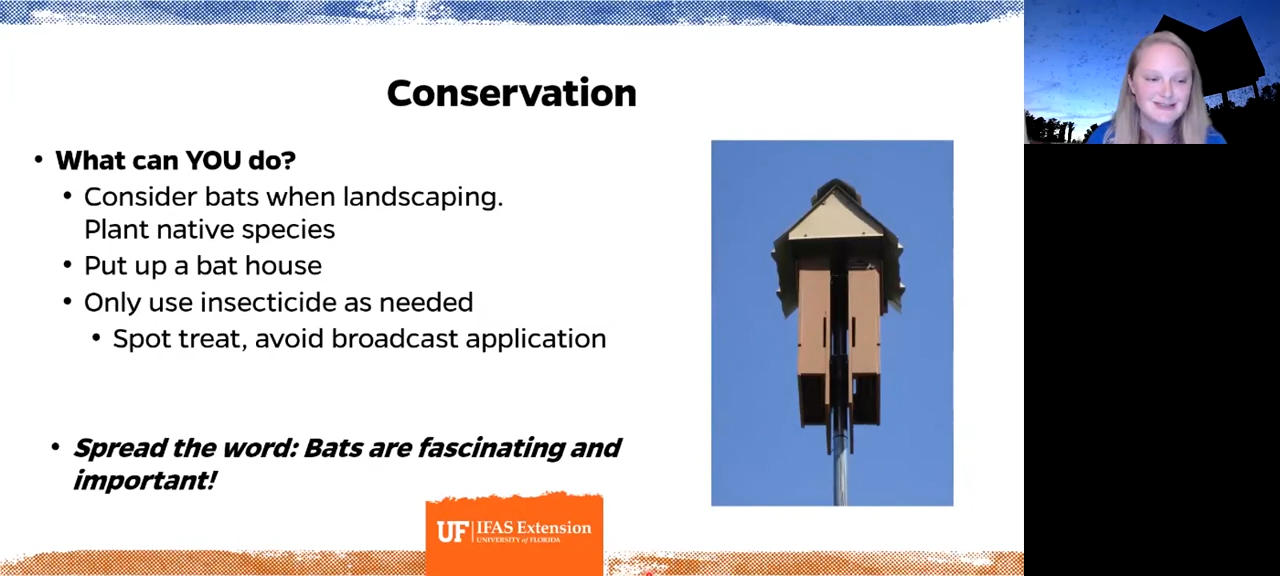 Conservation
• What can YOU do?
• Consider bats when landscaping.
Plant native species
• Put up a bat house
• Only use insecticide as needed
• Spot treat, avoid broadcast application
• Spread the word: Bats are fascinating and
important!
UF | IFAS Extension
UNIVERSITY of FLORIDA